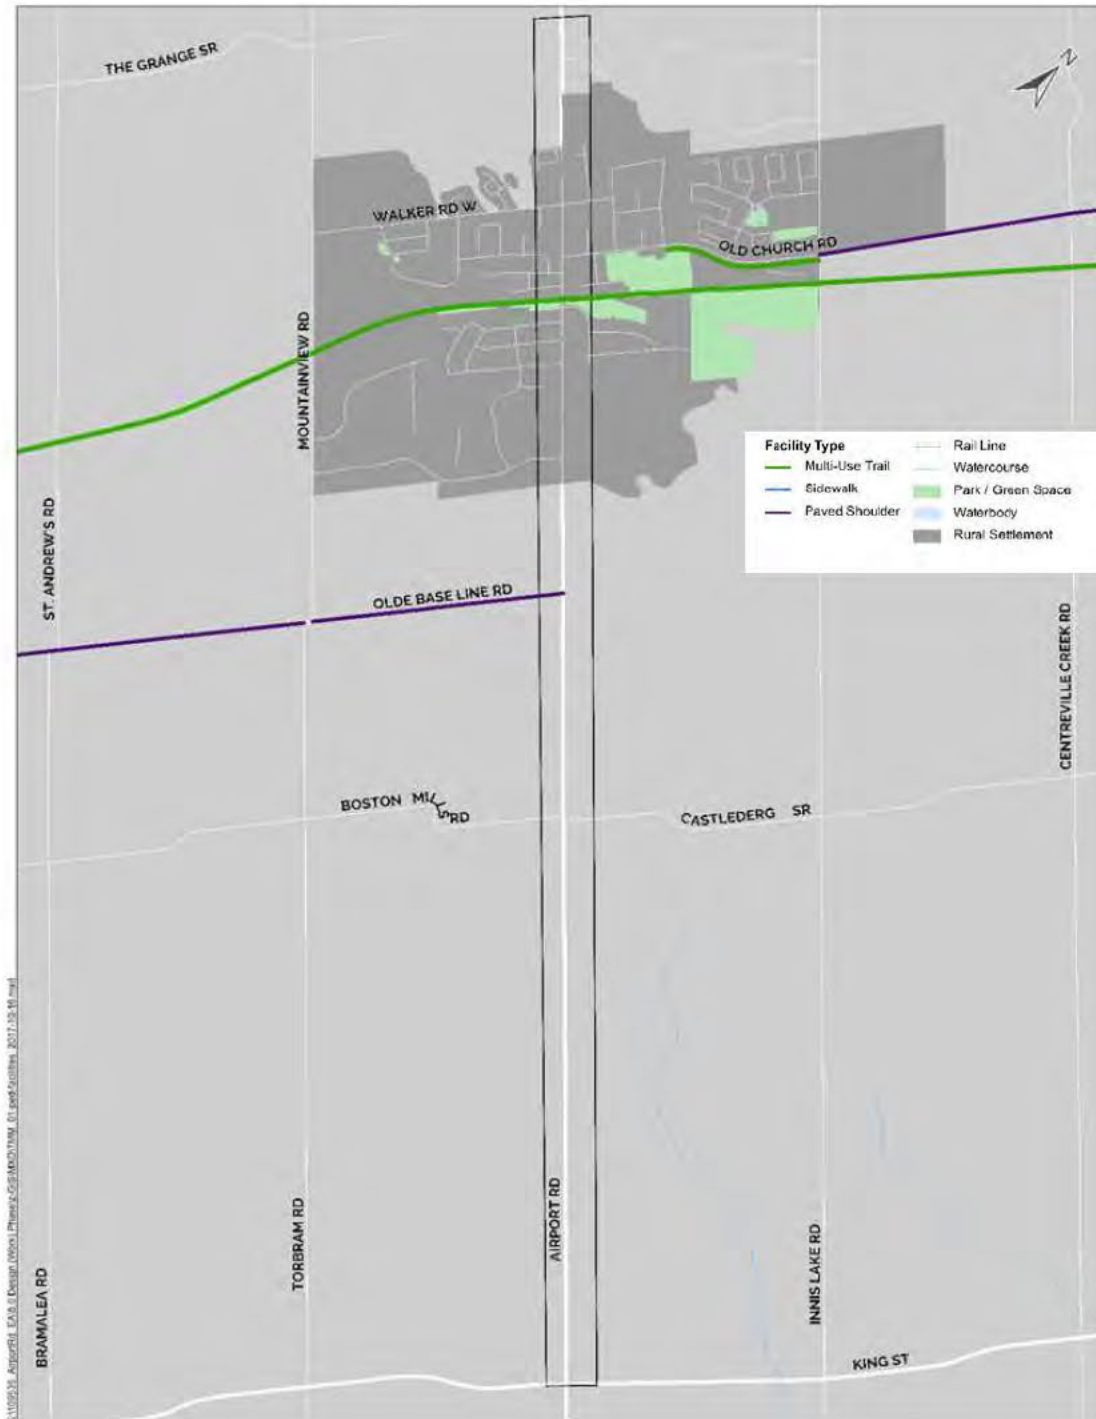 THE GRANGE SR
N
WALKER RD W
OLD CHURCH RD
MOUNTAINVIEW RD
Facility Type
Multi-Use Trail
Sidewalk
Paved Shoulder
Rail Line
Watercourse
Park / Green Space
Waterbody
Rural Settlement
ST. ANDREW'S RD
OLDE BASE LINE RD
CENTREVILLE CREEK RD
BOSTON MILLS RD
CASTLEDERG SR
BRAMALEA RD
TORBRAM RD
AIRPORT RD
INNIS LAKE RD
KING ST